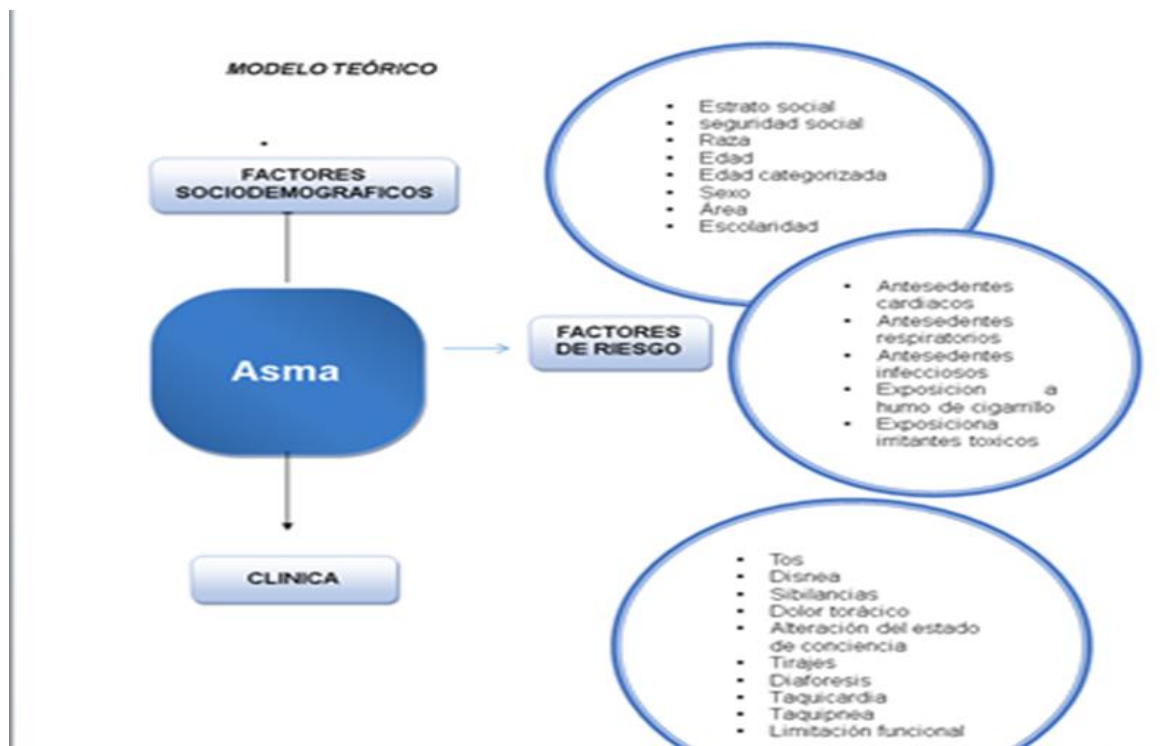 MODELO TEÓRICO
FACTORES
SOCIODEMOGRAFICOS
▪ Estrato social
▪ seguridad social
▪ Raza
▪ Edad
▪ Edad categorizada
▪ Sexo
▪ Área
▪ Escolaridad
Asma
FACTORES
DE RIESGO
▪ Antesedentes
cardiacos
▪ Antesedentes
respiratorios
▪ Antesedentes
infecciosos
▪ Exposicion a
humo de cigarrillo
▪ Exposiciona
irritantes toxicos
CLINICA
▪ Tos
▪ Disnea
▪ Sibilancias
▪ Dolor torácico
▪ Alteración del estado
de conciencia
▪ Tirajes
▪ Diaforesis
▪ Taquicardia
▪ Taquipnea
▪ Limitación funcional